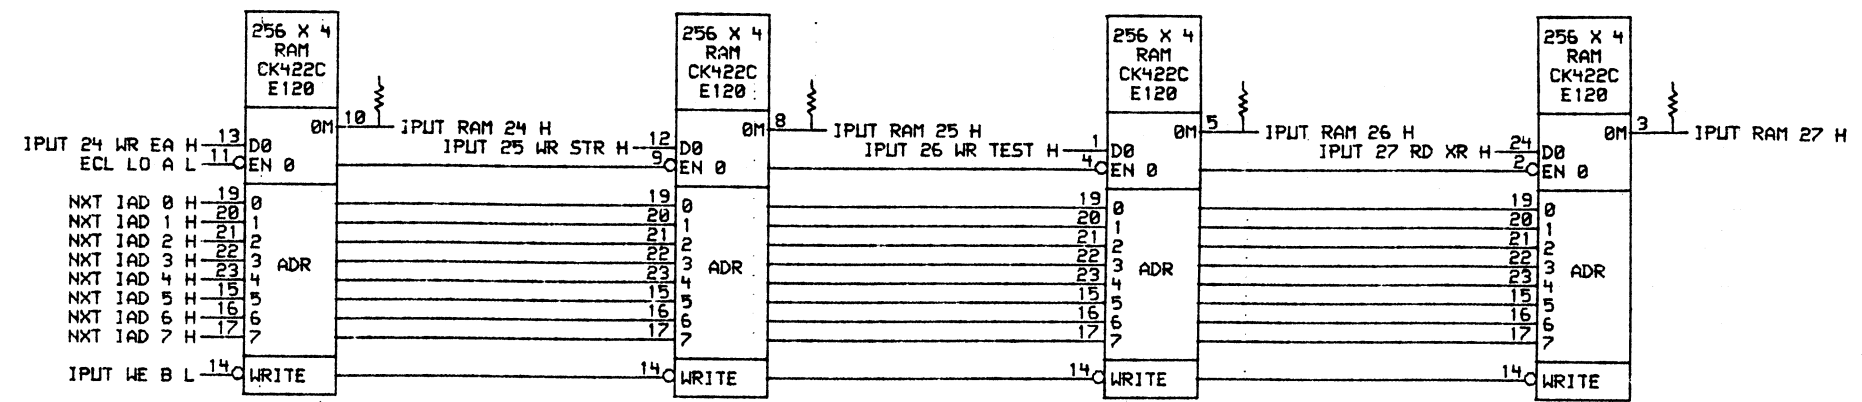 256 X 4
RAM
CK422C
E120
10
0M
IPUT RAM 24 H
IPUT 24 WR EA H
13
D0
ECL LO A L
11
EN 0
NXT IAD 0 H
19
0
NXT IAD 1 H
20
1
NXT IAD 2 H
21
2
NXT IAD 3 H
22
3
ADR
NXT IAD 4 H
23
4
NXT IAD 5 H
15
5
NXT IAD 6 H
16
6
NXT IAD 7 H
17
7
IPUT WE B L
14
WRITE
256 X 4
RAM
CK422C
E120
8
0M
IPUT RAM 25 H
IPUT 25 WR STR H
12
D0
9
EN 0
19
0
20
1
21
2
22
3
ADR
23
4
15
5
16
6
17
7
14
WRITE
256 X 4
RAM
CK422C
E120
5
0M
IPUT RAM 26 H
IPUT 26 WR TEST H
1
D0
4
EN 0
19
0
20
1
21
2
22
3
ADR
23
4
15
5
16
6
17
7
14
WRITE
256 X 4
RAM
CK422C
E120
3
0M
IPUT RAM 27 H
IPUT 27 RD XR H
24
D0
2
EN 0
19
0
20
1
21
2
22
3
ADR
23
4
15
5
16
6
17
7
14
WRITE